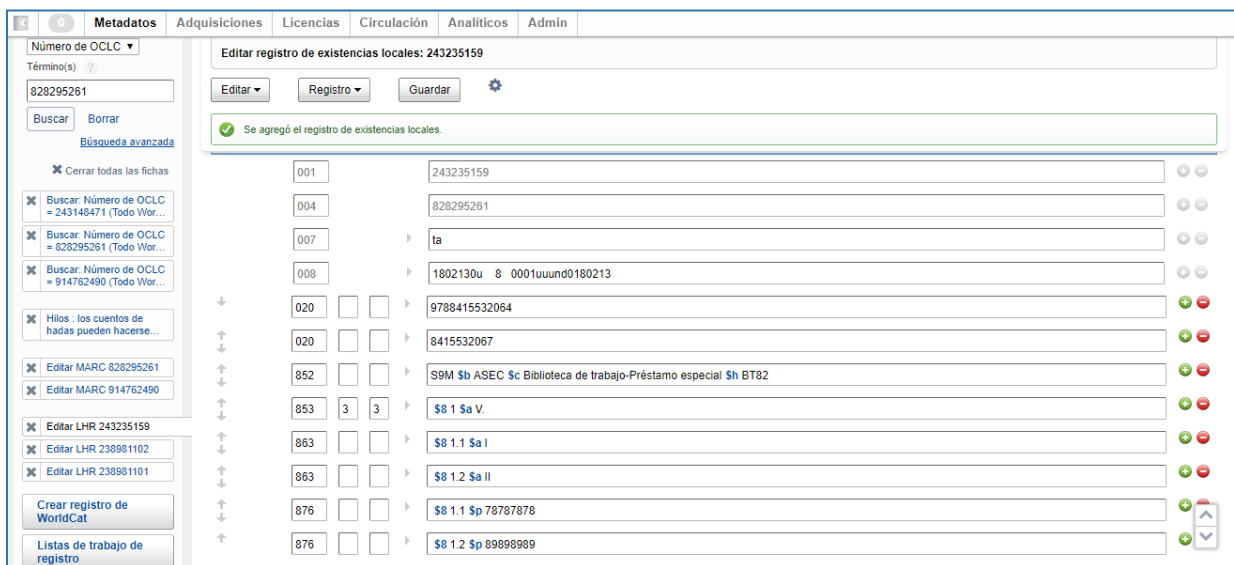 0 Metadatos Adquisiciones Licencias Circulación Analíticos Admin
Número de OCLC ▼
Término(s) ?
828295261
Buscar Borrar
Búsqueda avanzada
Cerrar todas las fichas
Buscar: Número de OCLC
= 243148471 (Todo Wor...
Buscar: Número de OCLC
= 828295261 (Todo Wor...
Buscar: Número de OCLC
= 914762490 (Todo Wor...
Hilos : los cuentos de
hadas pueden hacerse...
Editar MARC 828295261
Editar MARC 914762490
Editar LHR 243235159
Editar LHR 238981102
Editar LHR 238981101
Crear registro de
WorldCat
Listas de trabajo de
registro
Editar registro de existencias locales: 243235159
Editar Registro Guardar
Se agregó el registro de existencias locales.
001 243235159
004 828295261
007 ta
008 1802130u 8 0001uuund0180213
020 9788415532064
020 8415532067
852 S9M $b ASEC $c Biblioteca de trabajo-Préstamo especial $h BT82
853 3 3 $8 1 $a V.
863 $8 1.1 $a I
863 $8 1.2 $a II
876 $8 1.1 $p 78787878
876 $8 1.2 $p 89898989